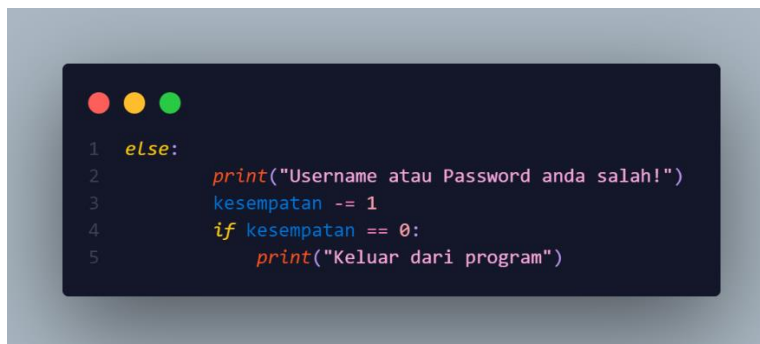 1 else:
2 print("Username atau Password anda salah!")
3 kesempatan -= 1
4 if kesempatan == 0:
5 print("Keluar dari program")